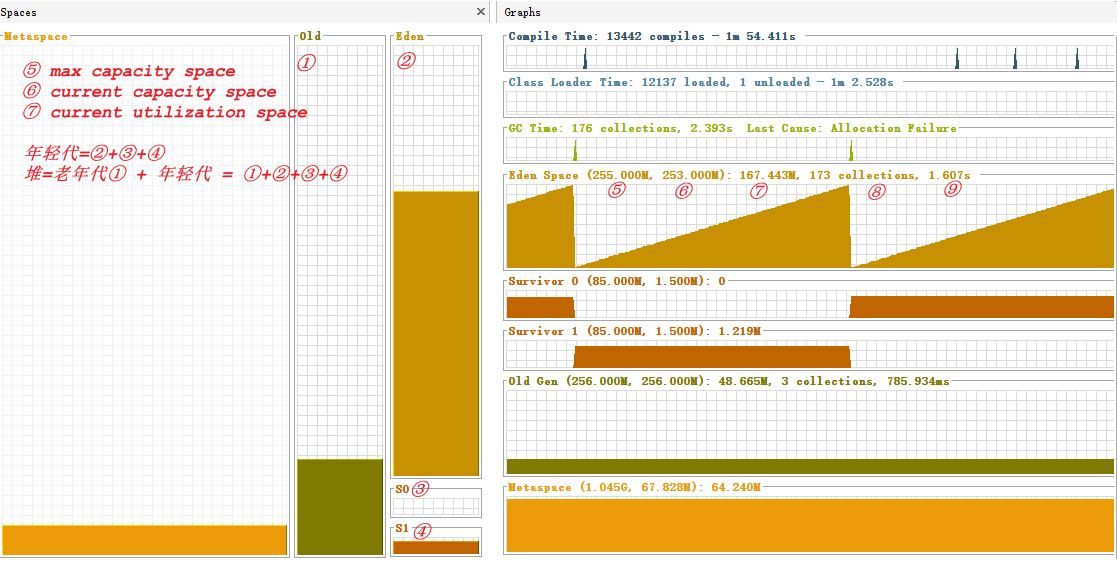 Spaces
Metaspace
⑤ max capacity space
⑥ current capacity space
⑦ current utilization space
年轻代=②+③+④
堆=老年代① + 年轻代 = ①+②+③+④
Old
①
Eden
②
S0③
S1④
Graphs
Compile Time: 13442 compiles - 1m 54.411s
Class Loader Time: 12137 loaded, 1 unloaded - 1m 2.528s
GC Time: 176 collections, 2.393s Last Cause: Allocation Failure
Eden Space (255.000M, 253.000M): 167.443M, 173 collections, 1.607s
⑤ ⑥ ⑦ ⑧ ⑨
Survivor 0 (85.000M, 1.500M): 0
Survivor 1 (85.000M, 1.500M): 1.219M
Old Gen (256.000M, 256.000M): 48.665M, 3 collections, 785.934ms
Metaspace (1.045G, 67.828M): 64.240M